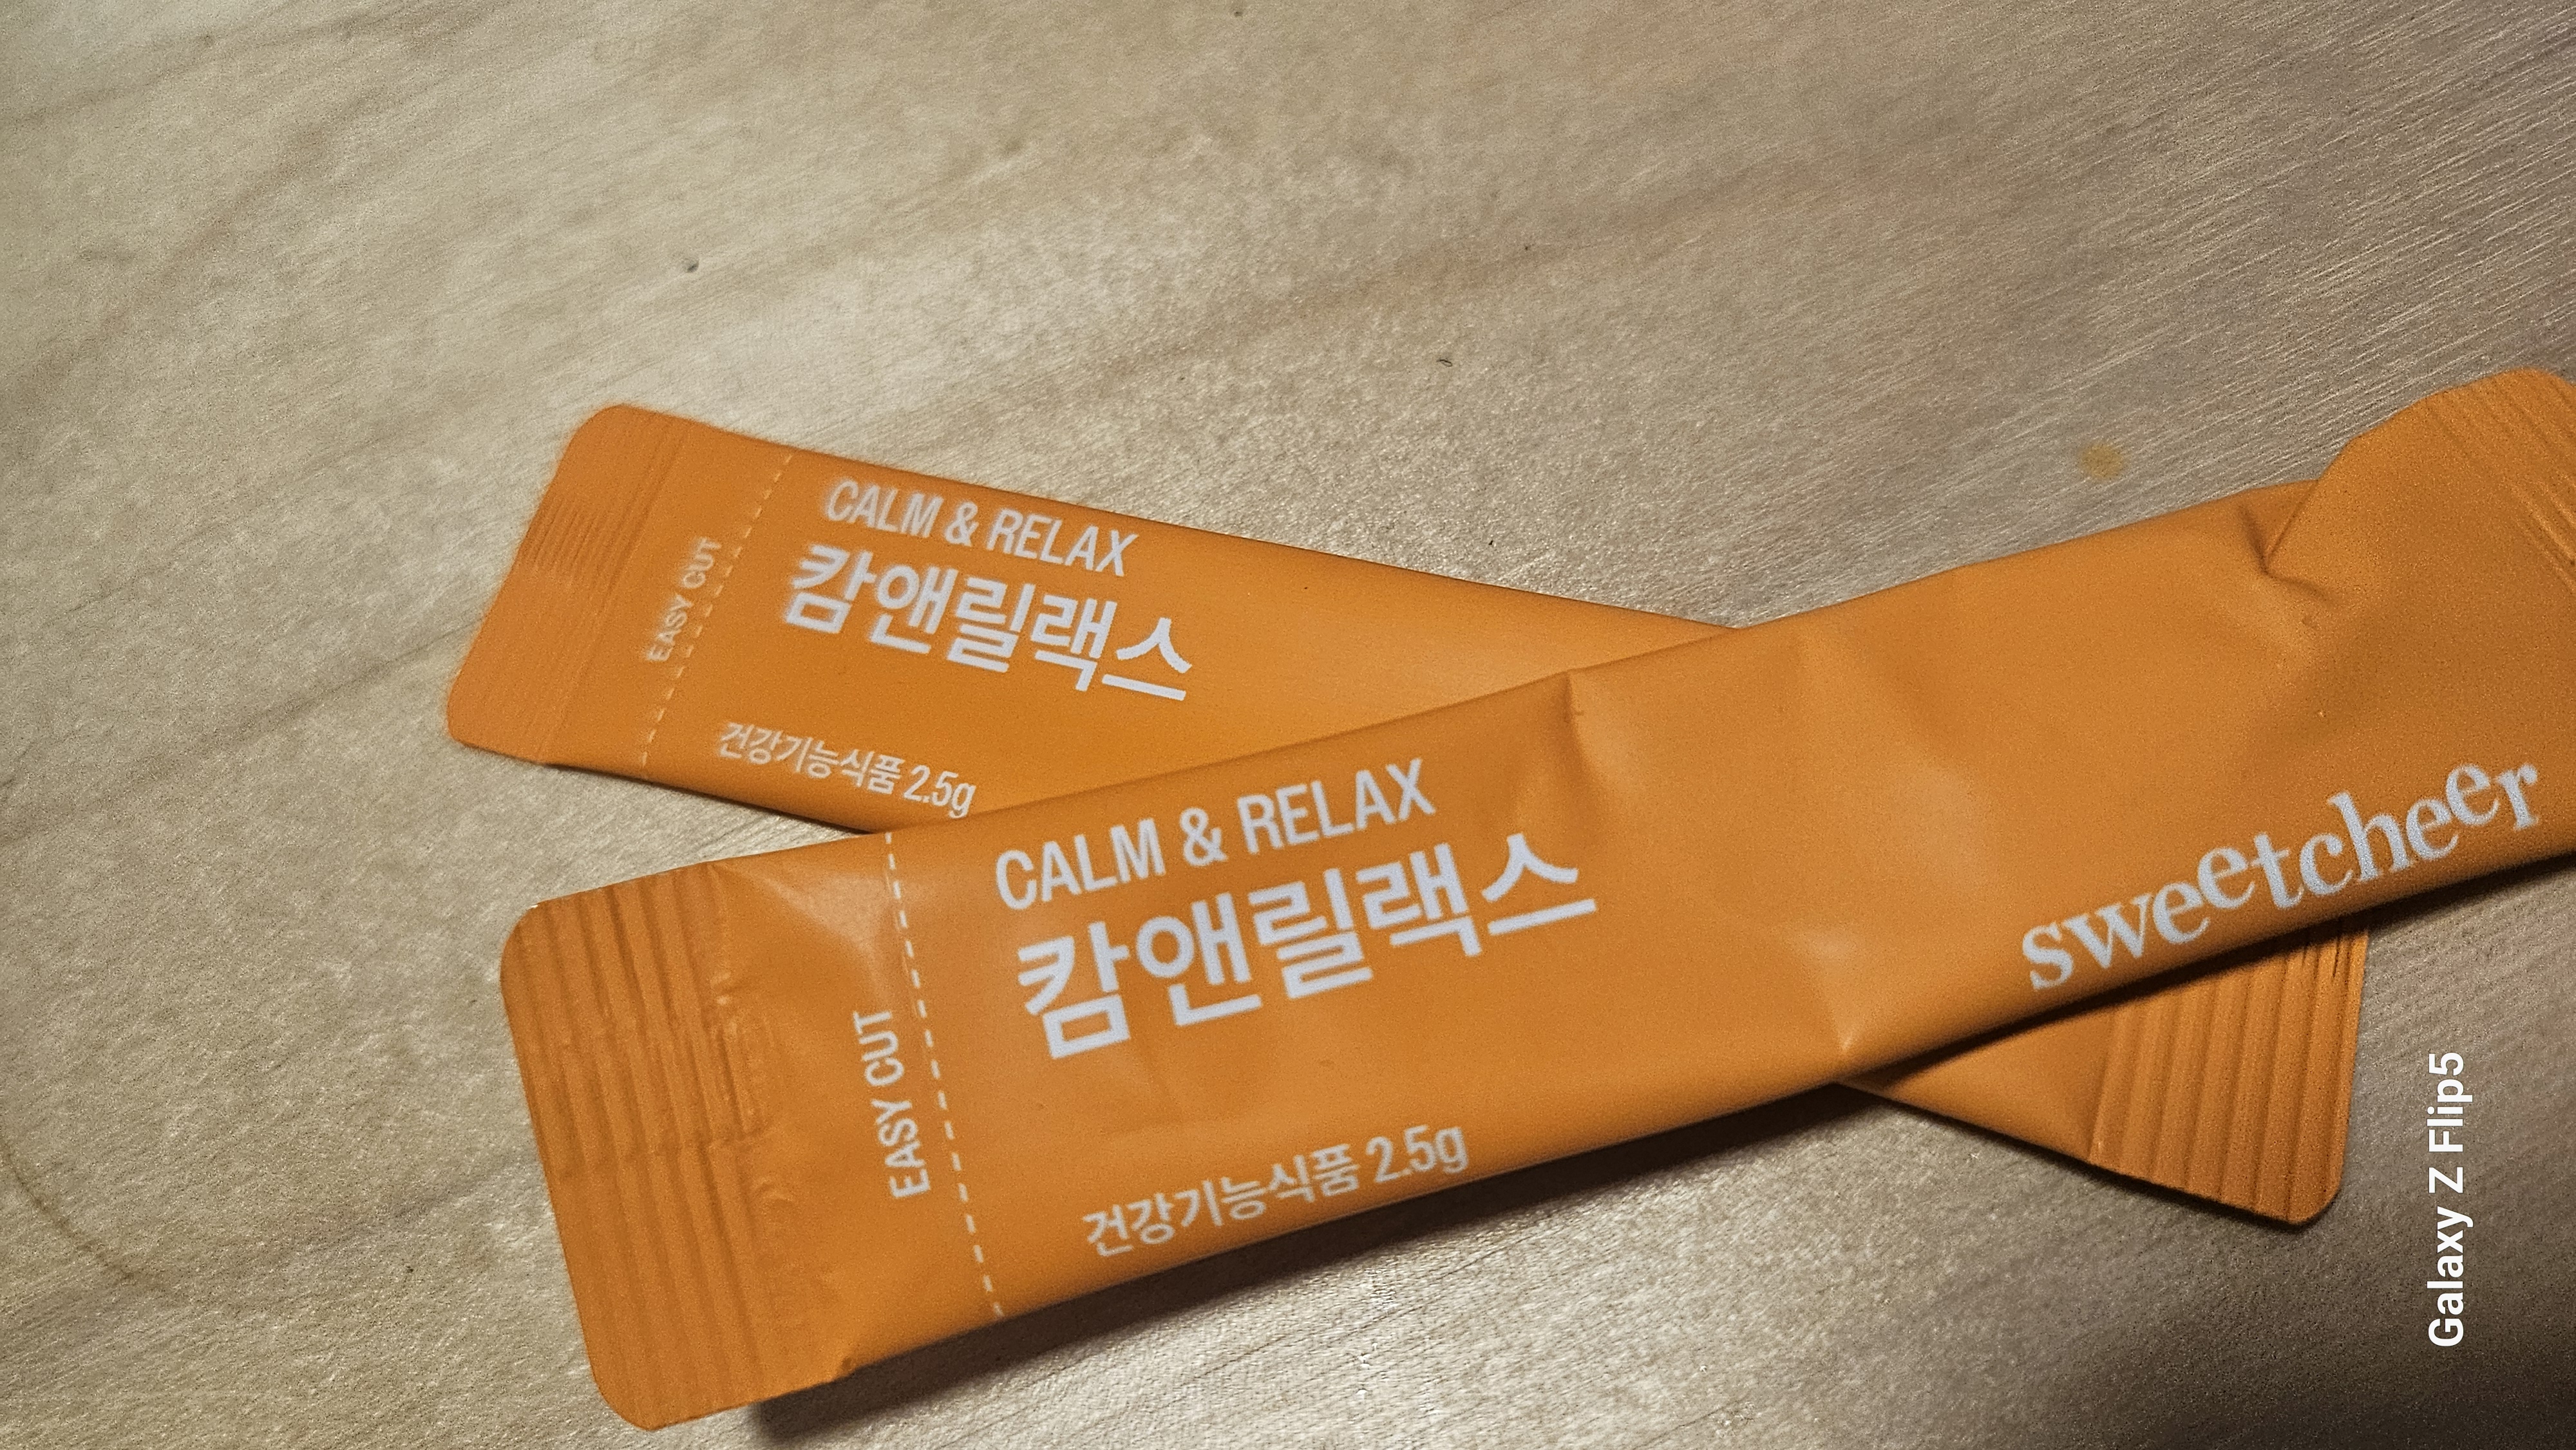 CALM & RELAX
캄앤릴랙스
EASY CUT
건강기능식품 2.5g
CALM & RELAX
캄앤릴랙스
EASY CUT
건강기능식품 2.5g
sweetcheer
Galaxy Z Flip5